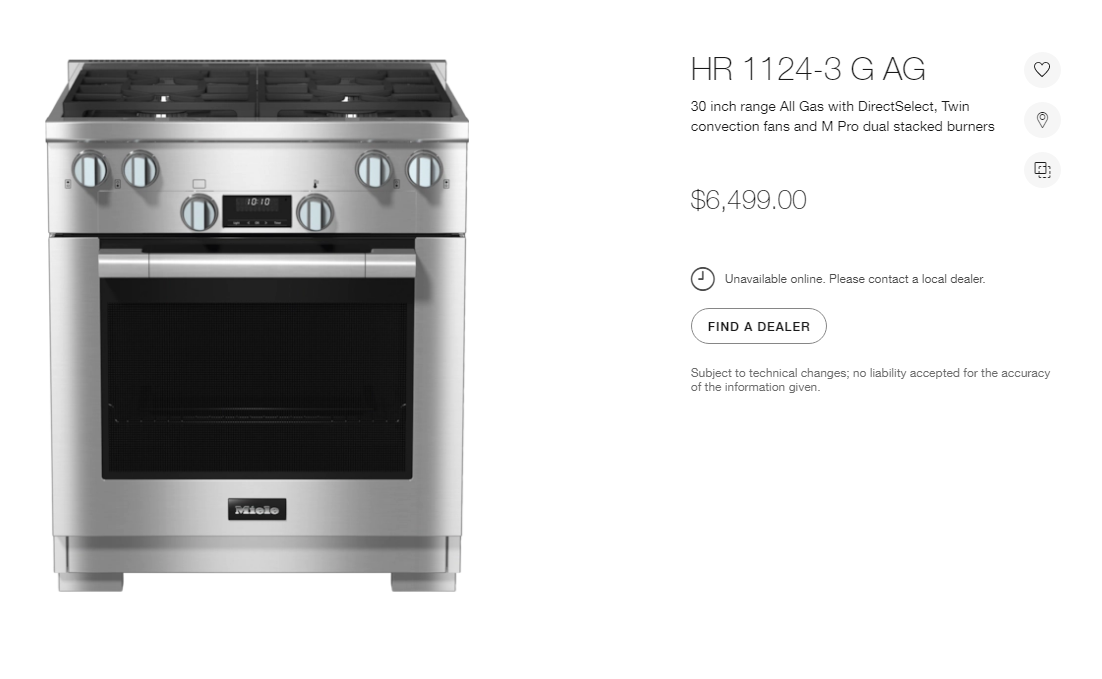 HR 1124-3 G AG
30 inch range All Gas with DirectSelect, Twin
convection fans and M Pro dual stacked burners
$6,499.00
Unavailable online. Please contact a local dealer.
FIND A DEALER
Subject to technical changes; no liability accepted for the accuracy
of the information given.
10:10
Miele